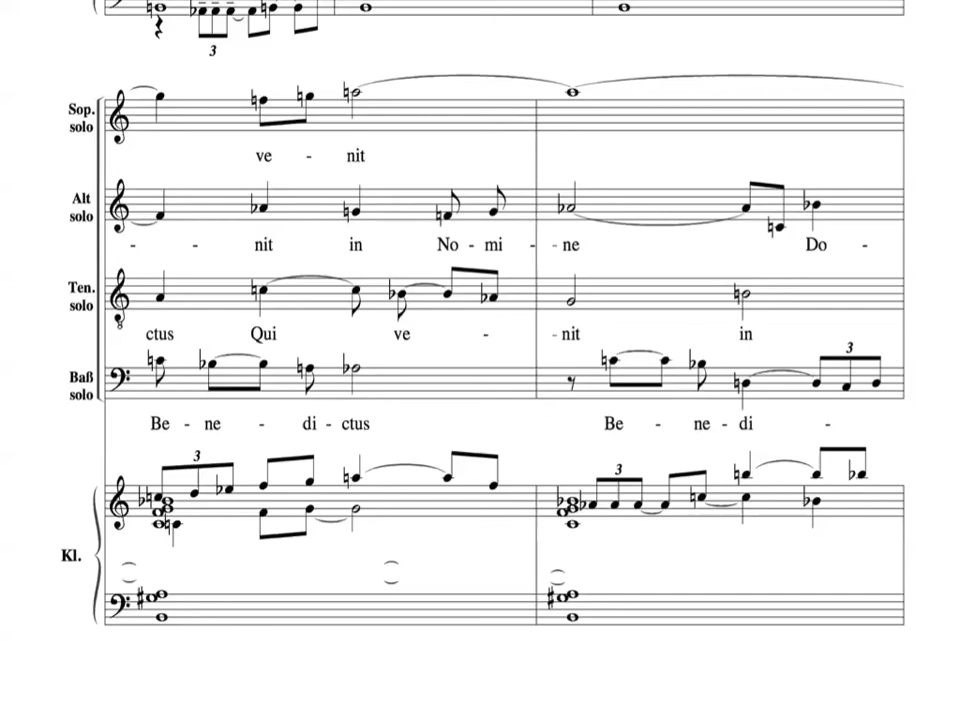 3
Sop. solo
ve - nit
Alt solo
- - nit in No - mi - - ne Do -
Ten. solo
ctus Qui ve - - nit in
3
Baß solo
Be - ne - di - ctus Be - ne - di -
3 3
Kl.